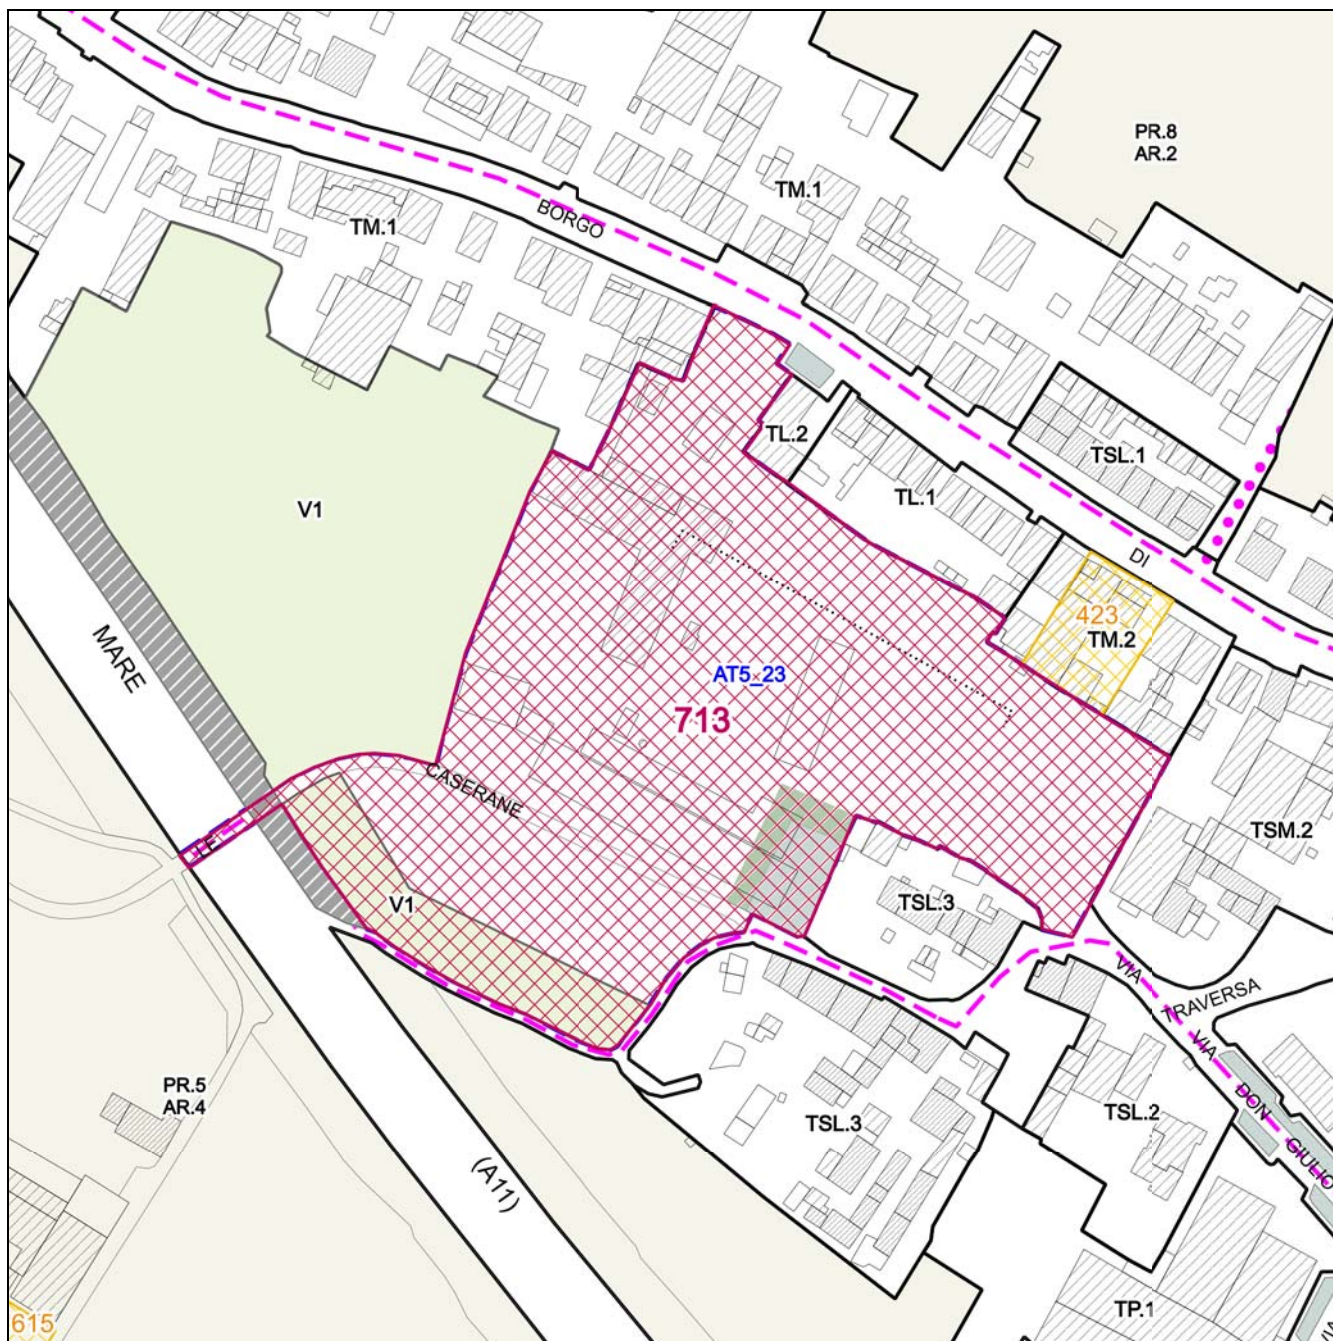 PR.8
AR.2
TM.1
BORGO
TM.1
TSL.1
TL.2
TL.1
V1
DI
423
TM.2
MARE
AT5_23
713
CASERANE
TSM.2
LE
V1
TSL.3
VIA
TRAVERSA
VIA
PR.5
AR.4
DON
TSL.2
TSL.3
GIULIO
(A11)
TP.1
615